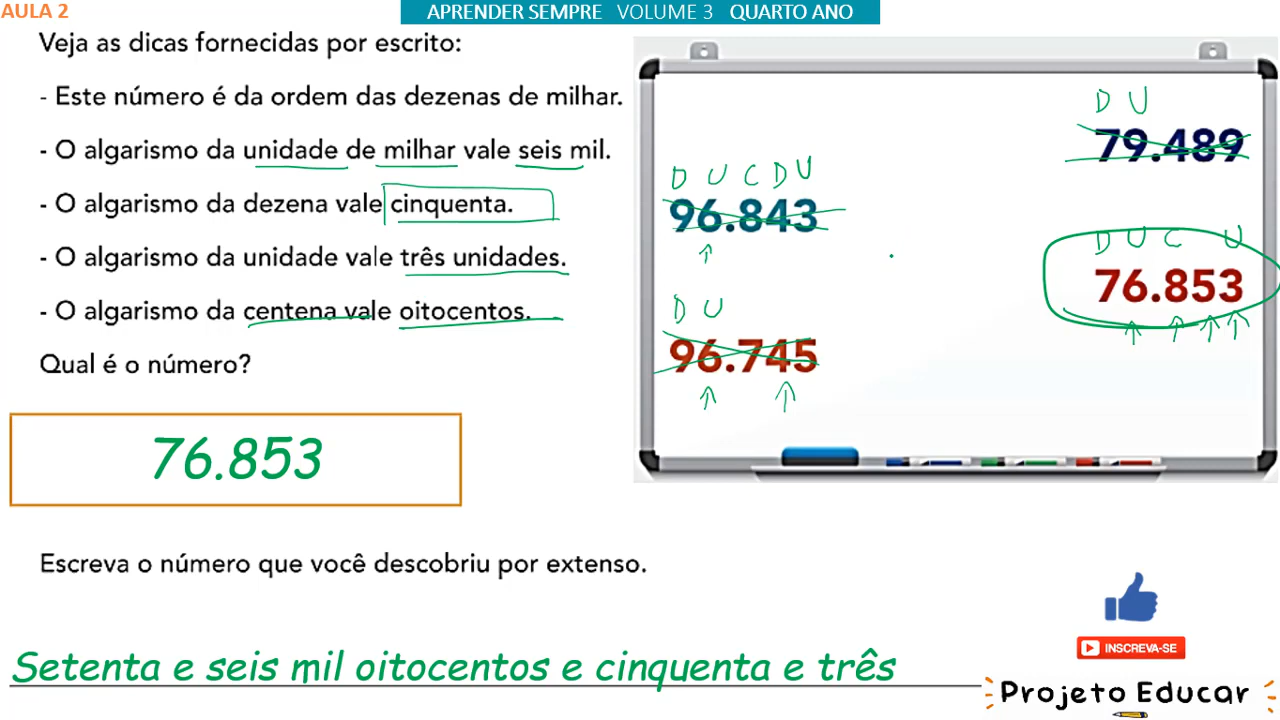 AULA 2
APRENDER SEMPRE VOLUME 3 QUARTO ANO
Veja as dicas fornecidas por escrito:
- Este número é da ordem das dezenas de milhar.
- O algarismo da unidade de milhar vale seis mil.
- O algarismo da dezena vale cinquenta.
- O algarismo da unidade vale três unidades.
- O algarismo da centena vale oitocentos.
Qual é o número?
76.853
D U
79.489
D U C D U
96.843
D U C U
76.853
D U
96.745
Escreva o número que você descobriu por extenso.
Setenta e seis mil oitocentos e cinquenta e três
INSCREVA-SE
Projeto Educar